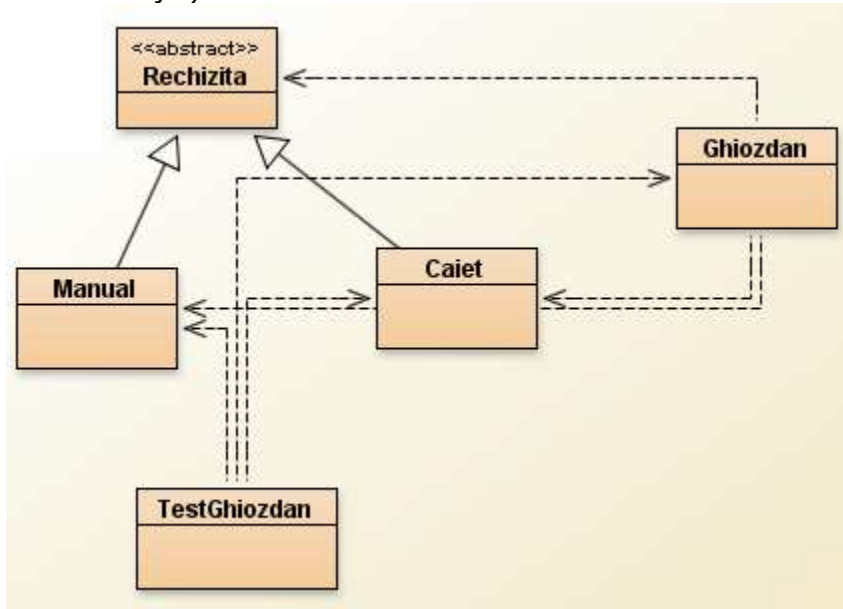 <<abstract>>
Rechizita
Ghiozdan
Caiet
Manual
TestGhiozdan